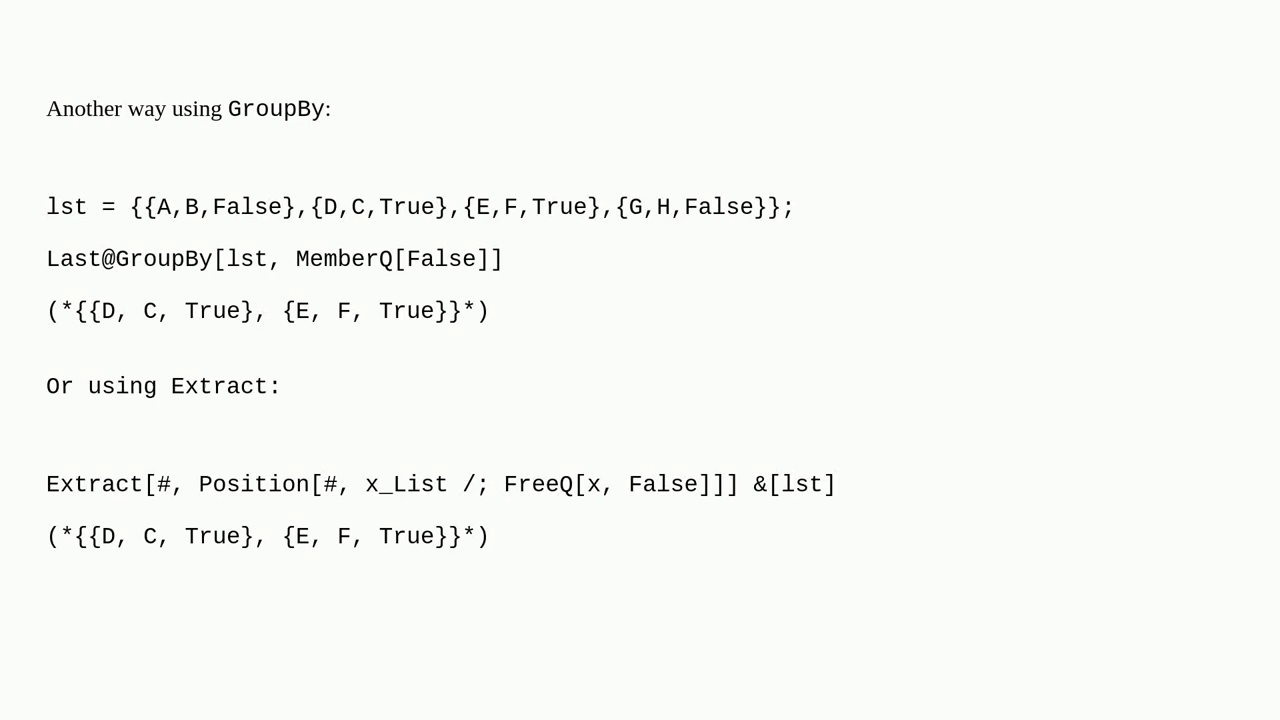 Another way using GroupBy:
lst = {{A,B,False},{D,C,True},{E,F,True},{G,H,False}};
Last@GroupBy[lst, MemberQ[False]]
(*{{D, C, True}, {E, F, True}}*)
Or using Extract:
Extract[#, Position[#, x_List /; FreeQ[x, False]]] &[lst]
(*{{D, C, True}, {E, F, True}}*)